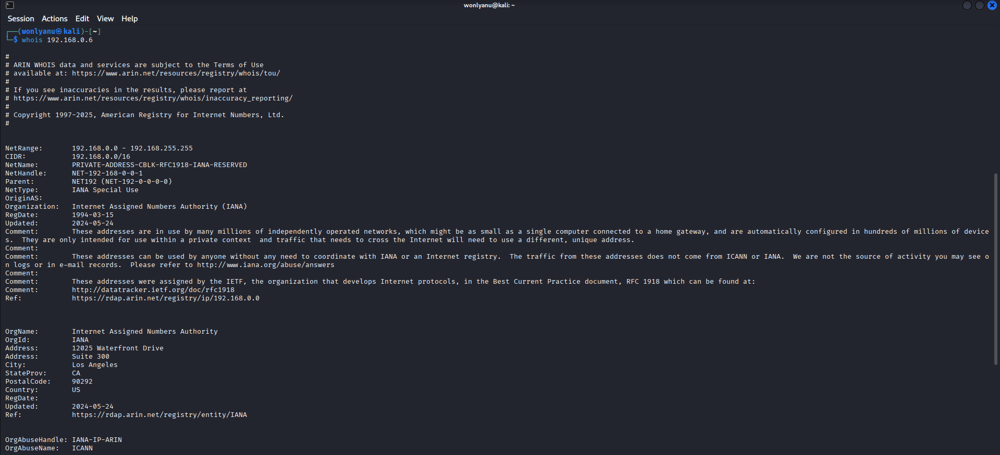 wonlyanu@kali: ~
Session Actions Edit View Help
┌──(wonlyanu㉿kali)-[~]
└─$ whois 192.168.0.6
#
# ARIN WHOIS data and services are subject to the Terms of Use
# available at: https://www.arin.net/resources/registry/whois/tou/
#
# If you see inaccuracies in the results, please report at
# https://www.arin.net/resources/registry/whois/inaccuracy_reporting/
#
# Copyright 1997-2025, American Registry for Internet Numbers, Ltd.
#
NetRange:       192.168.0.0 - 192.168.255.255
CIDR:           192.168.0.0/16
NetName:        PRIVATE-ADDRESS-CBLK-RFC1918-IANA-RESERVED
NetHandle:      NET-192-168-0-0-1
Parent:         NET192 (NET-192-0-0-0-0)
NetType:        IANA Special Use
OriginAS:
Organization:   Internet Assigned Numbers Authority (IANA)
RegDate:        1994-03-15
Updated:        2024-05-24
Comment:        These addresses are in use by many millions of independently operated networks, which might be as small as a single computer connected to a home gateway, and are automatically configured in hundreds of millions of device
s.  They are only intended for use within a private context  and traffic that needs to cross the Internet will need to use a different, unique address.
Comment:
Comment:        These addresses can be used by anyone without any need to coordinate with IANA or an Internet registry.  The traffic from these addresses does not come from ICANN or IANA.  We are not the source of activity you may see o
n logs or in e-mail records.  Please refer to http://www.iana.org/abuse/answers
Comment:
Comment:        These addresses were assigned by the IETF, the organization that develops Internet protocols, in the Best Current Practice document, RFC 1918 which can be found at:
Comment:        http://datatracker.ietf.org/doc/rfc1918
Ref:            https://rdap.arin.net/registry/ip/192.168.0.0
OrgName:        Internet Assigned Numbers Authority
OrgId:          IANA
Address:        12025 Waterfront Drive
Address:        Suite 300
City:           Los Angeles
StateProv:      CA
PostalCode:     90292
Country:        US
RegDate:
Updated:        2024-05-24
Ref:            https://rdap.arin.net/registry/entity/IANA
OrgAbuseHandle: IANA-IP-ARIN
OrgAbuseName:   ICANN